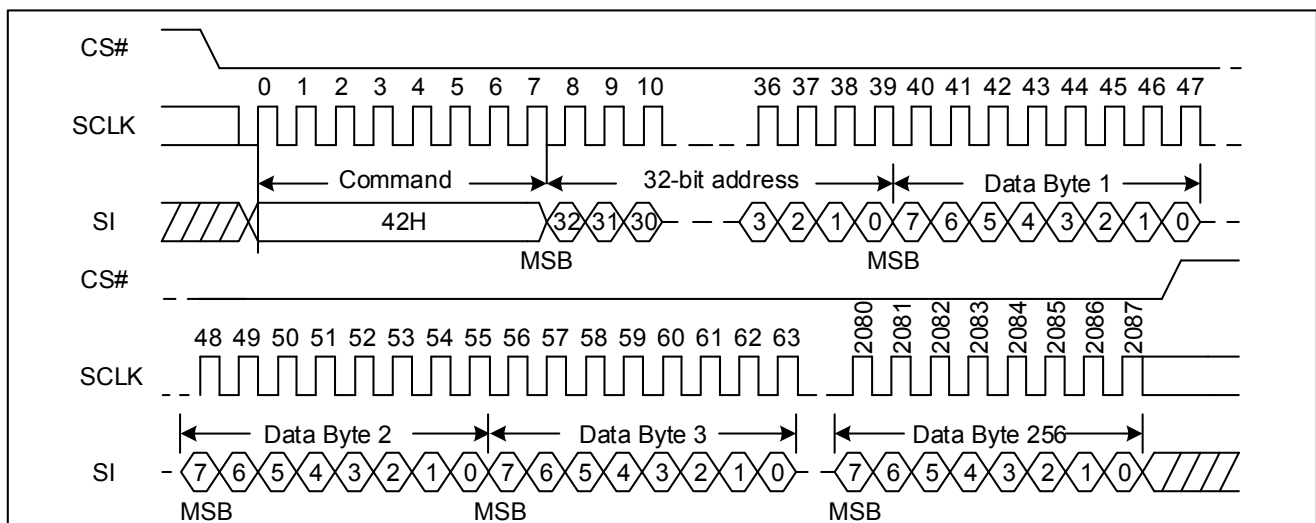 CS#
0 1 2 3 4 5 6 7 8 9 10 36 37 38 39 40 41 42 43 44 45 46 47
SCLK
Command 32-bit address Data Byte 1
SI 42H 32 31 30 3 2 1 0 7 6 5 4 3 2 1 0
MSB MSB
CS#
48 49 50 51 52 53 54 55 56 57 58 59 60 61 62 63 2080 2081 2082 2083 2084 2085 2086 2087
SCLK
Data Byte 2 Data Byte 3 Data Byte 256
SI 7 6 5 4 3 2 1 0 7 6 5 4 3 2 1 0 7 6 5 4 3 2 1 0
MSB MSB MSB